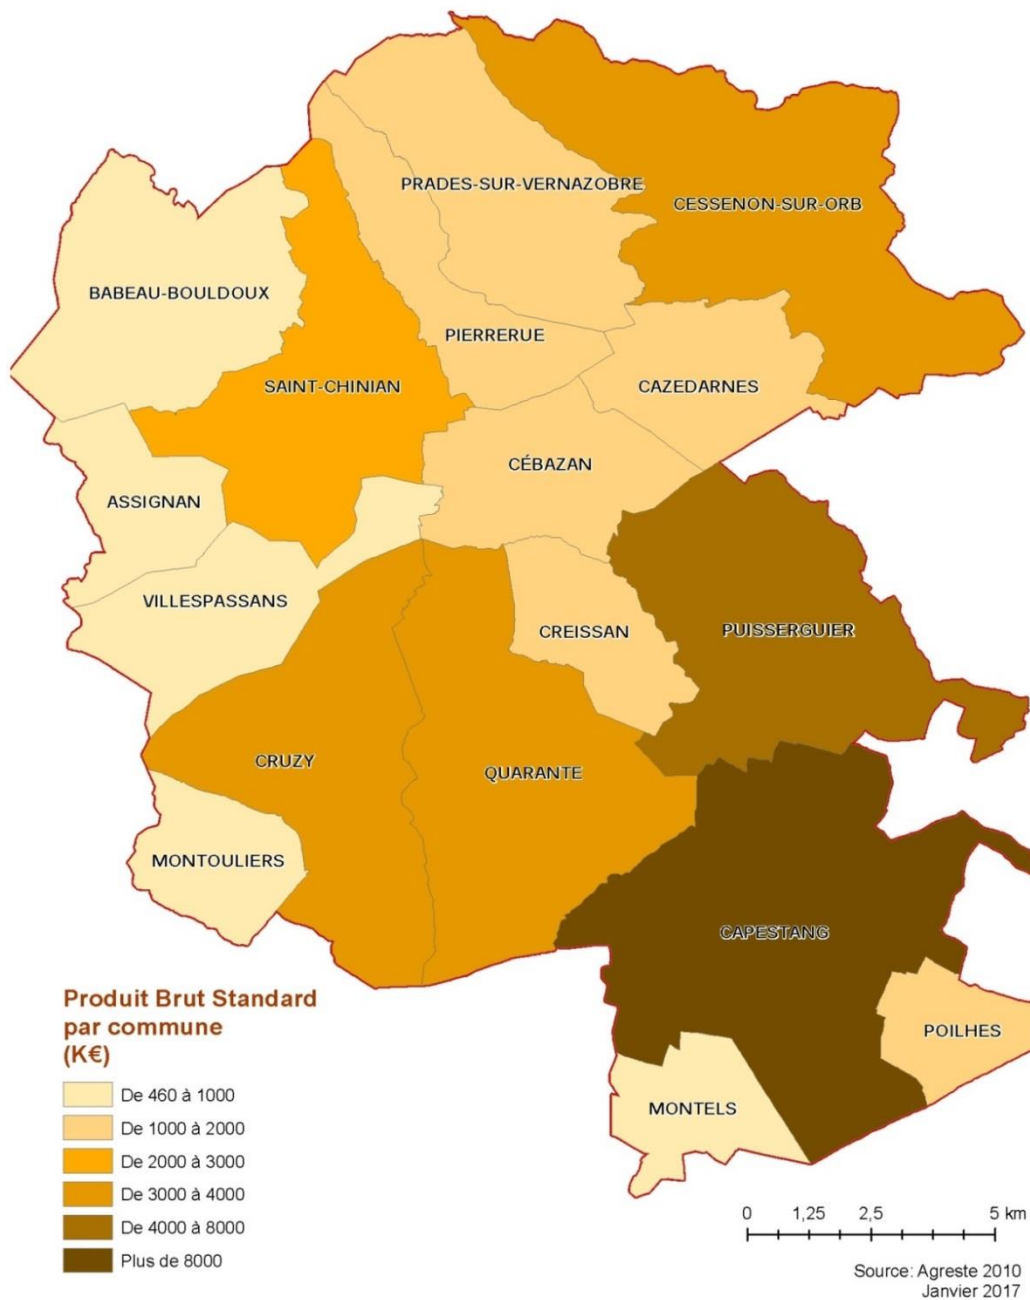 PRADES-SUR-VERNAZOBRE
CESSENON-SUR-ORB
BABEAU-BOULDOUX
PIERRERUE
SAINT-CHINIAN
CAZEDARNES
CÉBAZAN
ASSIGNAN
VILLESPASSANS
CREISSAN
PUISSERGUIER
CRUZY
QUARANTE
MONTOULIERS
CAPESTANG
POILHES
MONTELS
Produit Brut Standard
par commune
(K€)
De 460 à 1000
De 1000 à 2000
De 2000 à 3000
De 3000 à 4000
De 4000 à 8000
Plus de 8000
0 1,25 2,5 5 km
Source: Agreste 2010
Janvier 2017